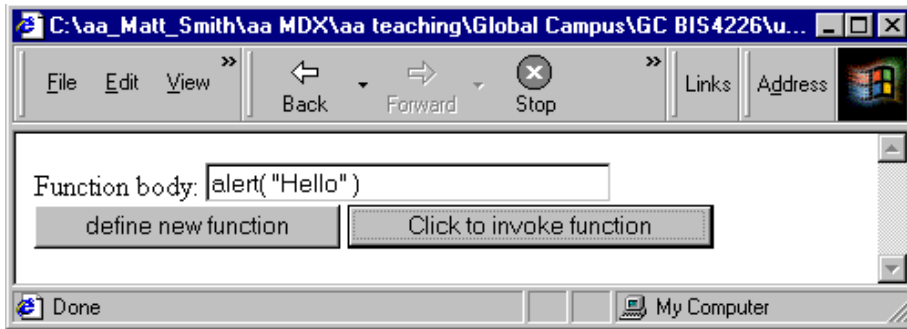 C:\aa_Matt_Smith\aa MDX\aa teaching\Global Campus\GC BIS4226\u...
File Edit View » Back Forward Stop » Links Address
Function body: alert( "Hello" )
define new function Click to invoke function
Done My Computer